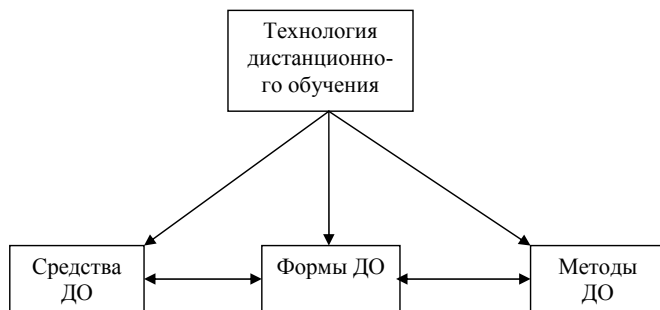 Технология
дистанционно-
го обучения
Средства
ДО
Формы ДО
Методы
ДО